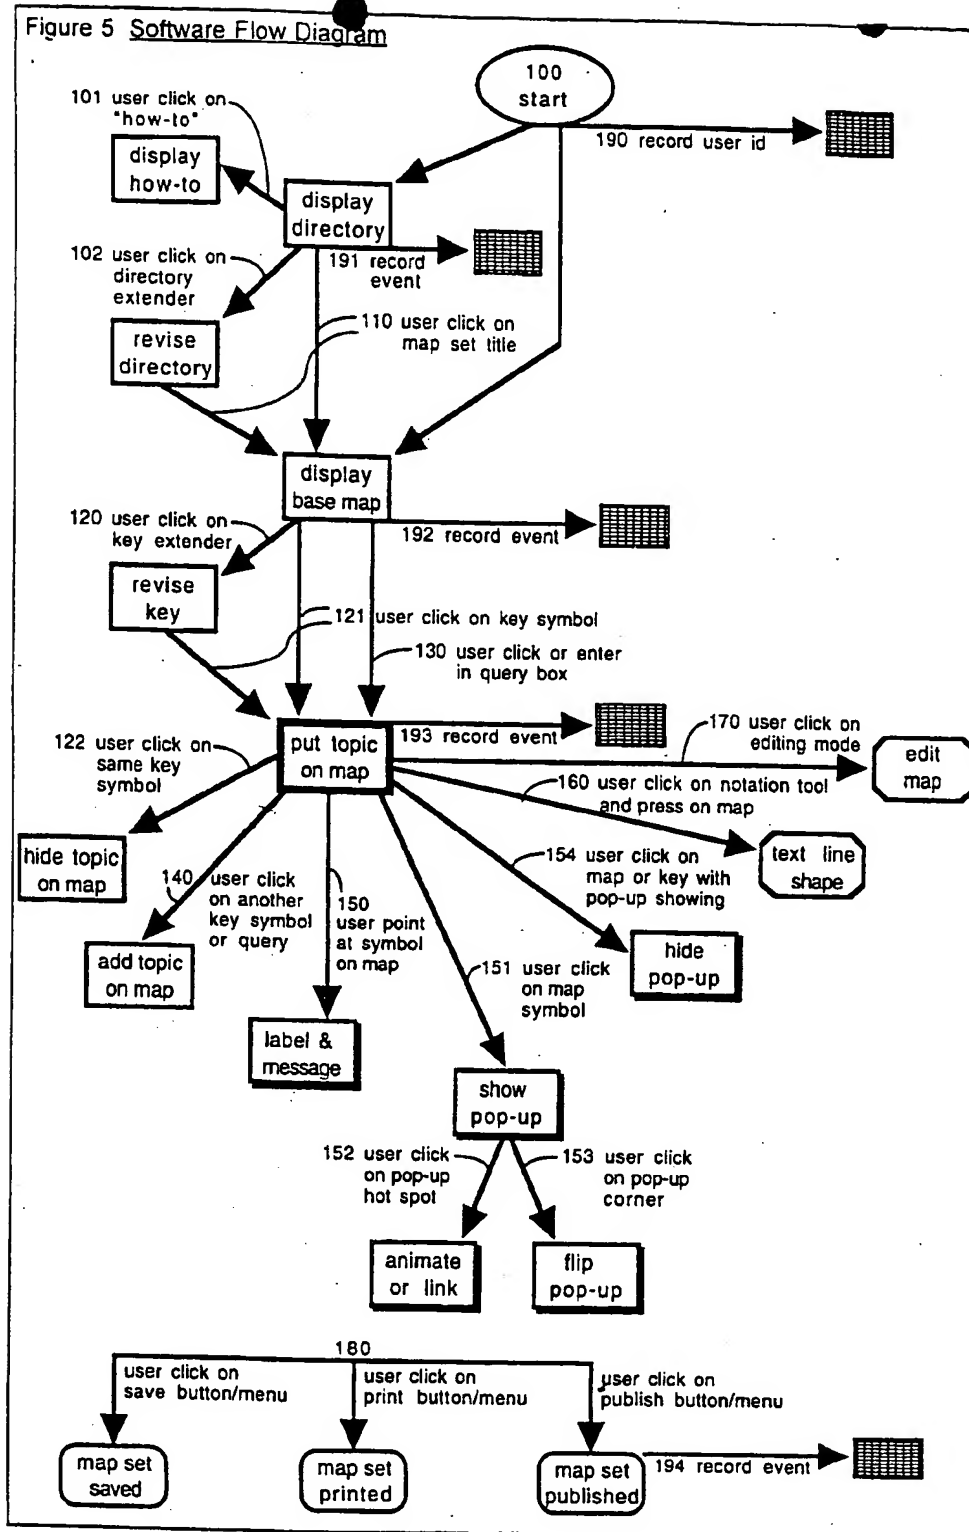 Figure 5 Software Flow Diagram
100
start
101 user click on
"how-to"
190 record user id
display
how-to
display
directory
102 user click on
directory
extender
191 record
event
110 user click on
map set title
revise
directory
display
base map
120 user click on
key extender
192 record event
revise
key
121 user click on key symbol
130 user click or enter
in query box
122 user click on
same key
symbol
put topic
on map
193 record event
170 user click on
editing mode
edit
map
160 user click on notation tool
and press on map
hide topic
on map
text line
shape
140 user click
on another
key symbol
or query
150
user point
at symbol
on map
154 user click on
map or key with
pop-up showing
add topic
on map
hide
pop-up
151 user click
on map
symbol
label &
message
show
pop-up
152 user click
on pop-up
hot spot
153 user click
on pop-up
corner
animate
or link
flip
pop-up
180
user click on
save button/menu
user click on
print button/menu
user click on
publish button/menu
map set
saved
map set
printed
map set
published
194 record event